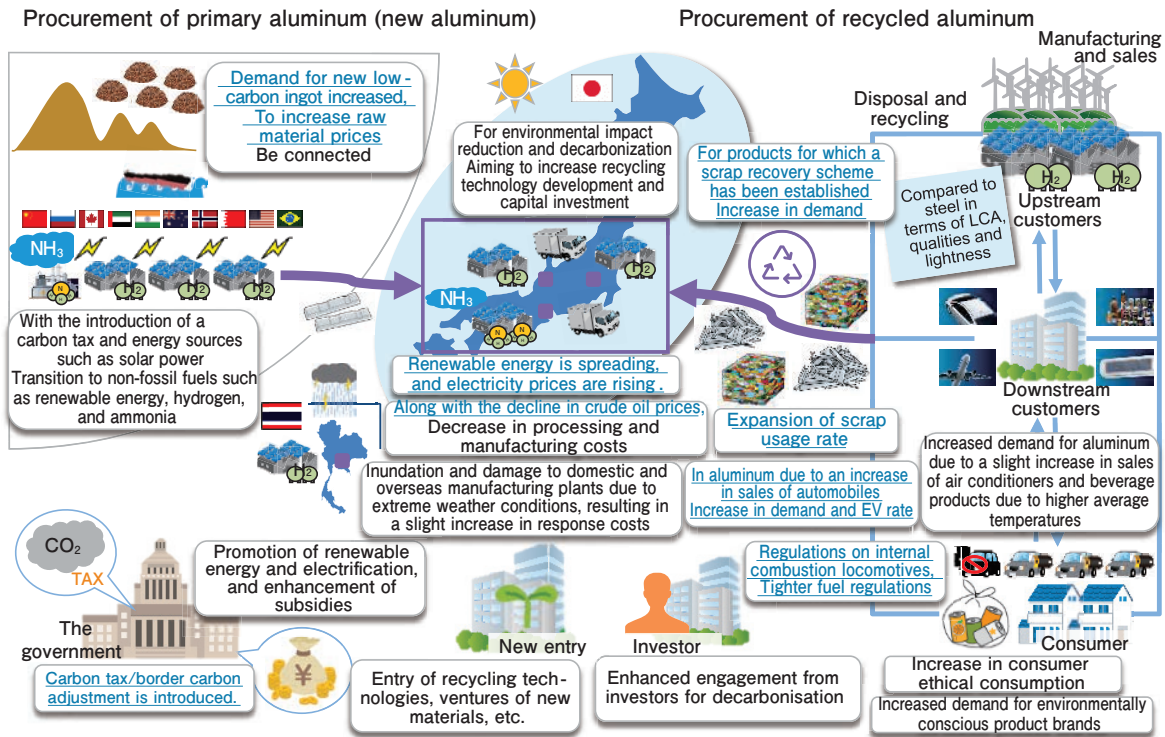 Procurement of primary aluminum (new aluminum)
Procurement of recycled aluminum
Demand for new low-
carbon ingot increased,
To increase raw
material prices
Be connected
For environmental impact
reduction and decarbonization
Aiming to increase recycling
technology development and
capital investment
For products for which a
scrap recovery scheme
has been established
Increase in demand
Manufacturing
and sales
Disposal and
recycling
H2
H2
Upstream
customers
Compared to
steel in
terms of LCA,
qualities and
lightness
NH3
N
H
H
H2
H2
H2
With the introduction of a
carbon tax and energy sources
such as solar power
Transition to non-fossil fuels such
as renewable energy, hydrogen,
and ammonia
H2
H2
NH3
N
N
H
H
Renewable energy is spreading,
and electricity prices are rising.
Along with the decline in crude oil prices,
Decrease in processing and
manufacturing costs
Expansion of scrap
usage rate
Downstream
customers
H2
Inundation and damage to domestic and
overseas manufacturing plants due to
extreme weather conditions, resulting
in a slight increase in response costs
In aluminum due to an increase
in sales of automobiles
Increase in demand and EV rate
Increased demand for aluminum
due to a slight increase in sales
of air conditioners and beverage
products due to higher average
temperatures
CO2
TAX
Promotion of renewable
energy and electrification,
and enhancement of
subsidies
Regulations on internal
combustion locomotives,
Tighter fuel regulations
The
government
¥
New entry
Investor
Consumer
Carbon tax/border carbon
adjustment is introduced.
Entry of recycling tech-
nologies, ventures of new
materials, etc.
Enhanced engagement from
investors for decarbonisation
Increase in consumer
ethical consumption
Increased demand for environmentally
conscious product brands